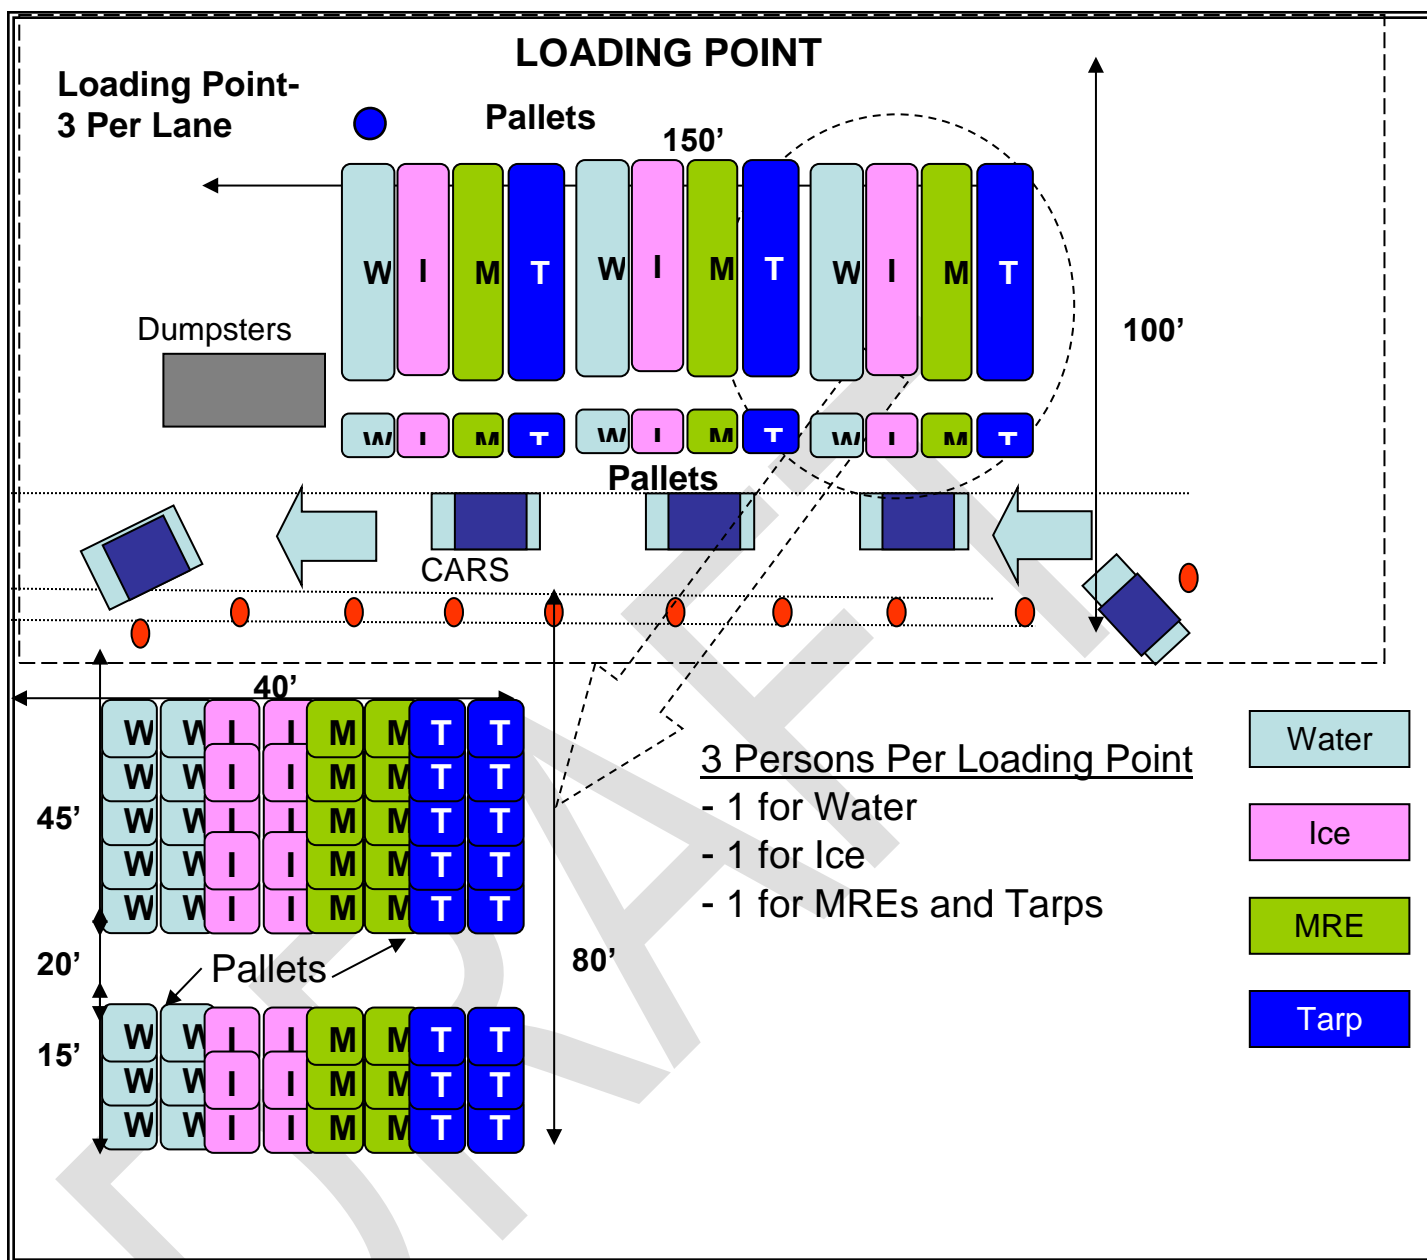 LOADING POINT
Loading Point-
3 Per Lane
Pallets
150’
W I M T W I M T W I M T
100’
Dumpsters
W I M T W I M T W I M T
Pallets
CARS
40’
W W I I M M T T
W W I I M M T T
W W I I M M T T
W W I I M M T T
W W I I M M T T
45’
20’
Pallets
80’
W W I I M M T T
W W I I M M T T
W W I I M M T T
15’
3 Persons Per Loading Point
- 1 for Water
- 1 for Ice
- 1 for MREs and Tarps
Water
Ice
MRE
Tarp
DRAFT